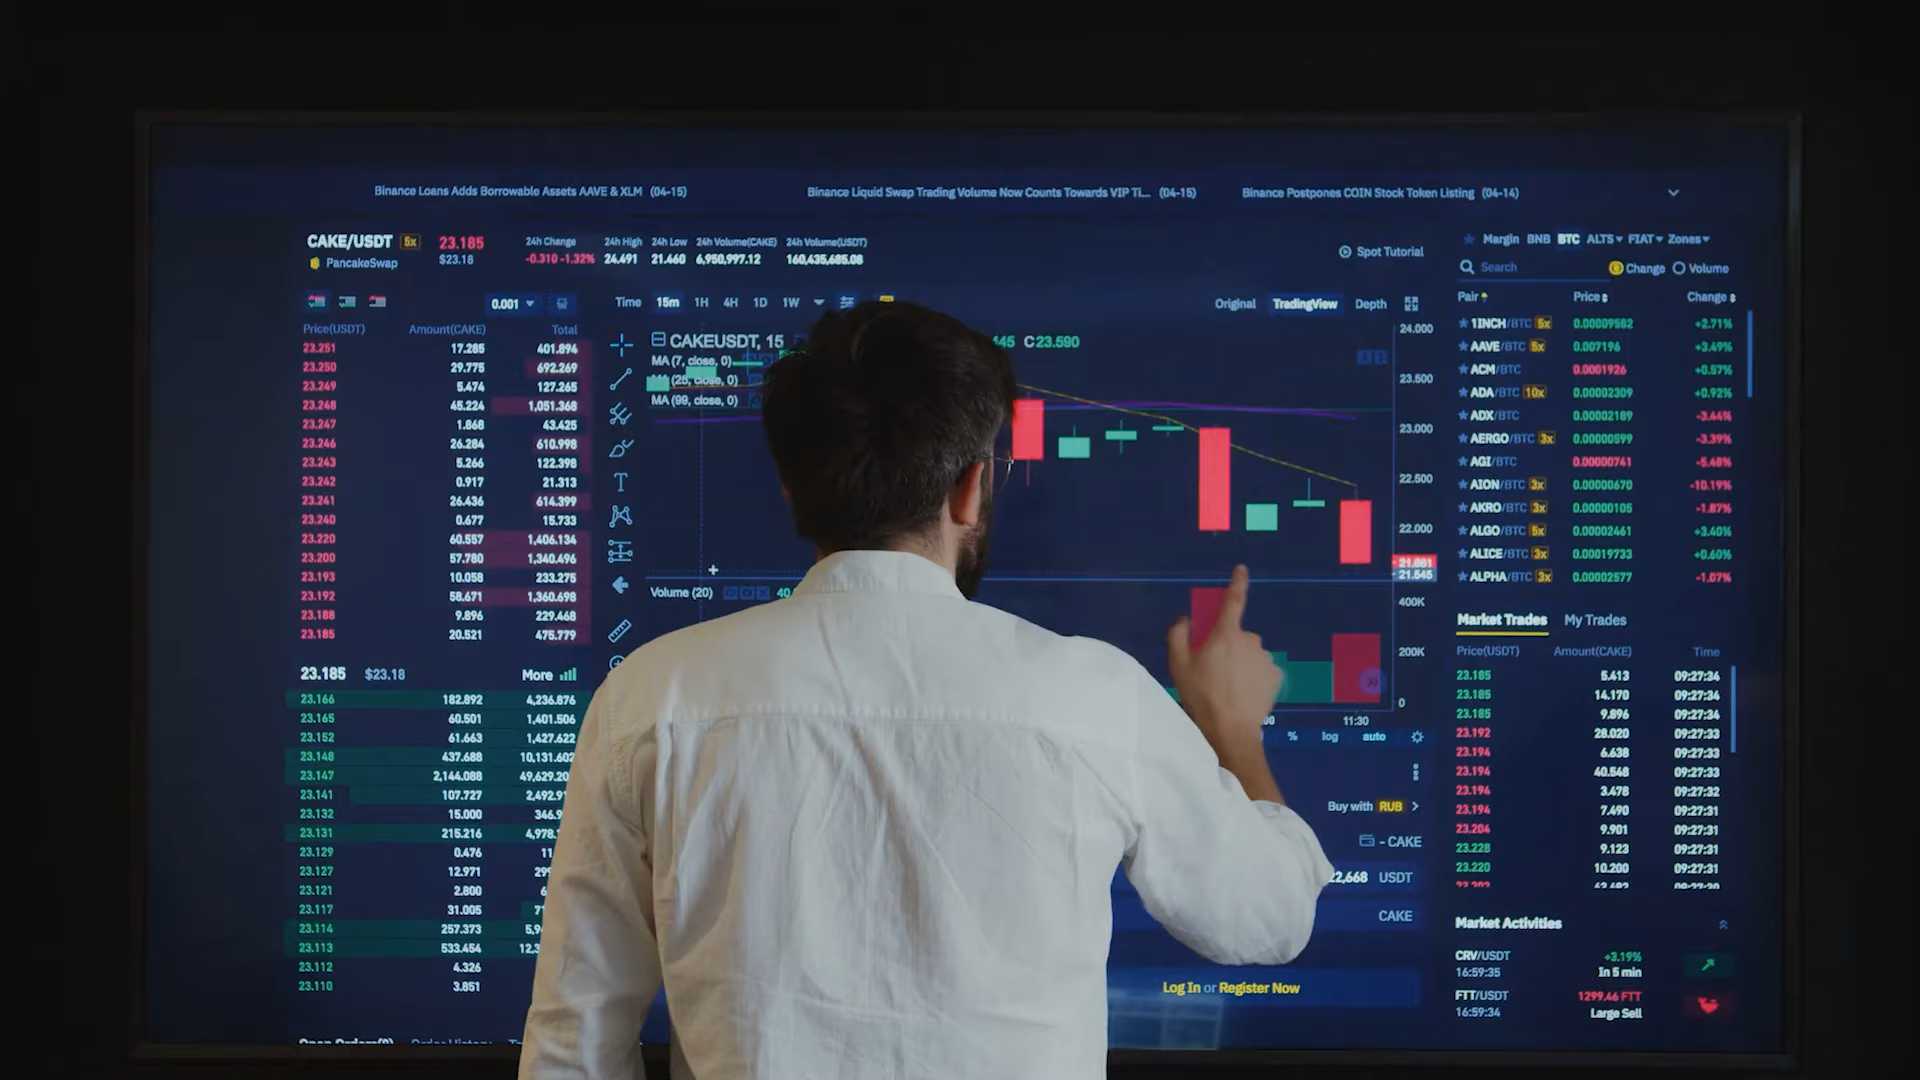 Binance Loans Adds Borrowable Assets AAVE & XLM (04-15)
Binance Liquid Swap Trading Volume Now Counts Towards VIP Ti... (04-15)
Binance Postpones COIN Stock Token Listing (04-14)
CAKE/USDT 5x 23.185
PancakeSwap $23.18
24h Change 24h High 24h Low 24h Volume(CAKE) 24h Volume(USDT)
-0.310 -1.32% 24.491 21.460 6,950,997.12 160,435,685.08
Spot Tutorial
0.001
Price(USDT) Amount(CAKE) Total
23.251 17.285 401.894
23.250 29.775 692.269
23.249 5.474 127.265
23.248 45.224 1,051.368
23.247 1.868 43.425
23.246 26.284 610.998
23.243 5.266 122.398
23.242 0.917 21.313
23.241 26.436 614.399
23.240 0.677 15.733
23.220 60.557 1,406.134
23.200 57.780 1,340.496
23.193 10.058 233.275
23.192 58.671 1,360.698
23.188 9.896 229.468
23.185 20.521 475.779
23.185 $23.18 More
23.166 182.892 4,236.876
23.165 60.501 1,401.506
23.152 61.663 1,427.622
23.148 437.688 10,131.602
23.147 2,144.088 49,629.20
23.141 107.727 2,492.9
23.132 15.000 346.9
23.131 215.216 4,978.
23.129 0.476 11
23.127 12.971 299
23.121 2.800 6
23.117 31.005 71
23.114 257.373 5,9
23.113 533.454 12,3
23.112 4.326
23.110 3.851
Time 15m 1H 4H 1D 1W
Original TradingView Depth
CAKEUSDT, 15 445 C23.590
MA (7, close, 0)
(25, close, 0)
MA (99, close, 0)
24.000
23.500
23.000
22.500
22.000
21.661
21.545
Volume (20) 40
400K
200K
0
11:30
% log auto
Buy with RUB
- CAKE
22,668 USDT
CAKE
Log In or Register Now
Margin BNB BTC ALTS FIAT Zones
Search Change Volume
Pair Price Change
1INCH/BTC 5x 0.00009582 +2.71%
AAVE/BTC 5x 0.007196 +3.49%
ACM/BTC 0.0001926 +0.57%
ADA/BTC 10x 0.00002309 +0.92%
ADX/BTC 0.00002189 -3.44%
AERGO/BTC 3x 0.00000599 -3.39%
AGI/BTC 0.00000741 -5.48%
AION/BTC 3x 0.00000670 -10.19%
AKRO/BTC 3x 0.00000105 -1.87%
ALGO/BTC 5x 0.00002461 +3.40%
ALICE/BTC 3x 0.00019733 +0.60%
ALPHA/BTC 3x 0.00002577 -1.07%
Market Trades My Trades
Price(USDT) Amount(CAKE) Time
23.185 5.413 09:27:34
23.185 14.170 09:27:34
23.185 9.896 09:27:34
23.192 28.020 09:27:33
23.194 6.638 09:27:33
23.194 40.548 09:27:33
23.194 3.478 09:27:32
23.194 7.490 09:27:31
23.204 9.901 09:27:31
23.228 9.123 09:27:31
23.220 10.200 09:27:31
Market Activities
CRV/USDT +3.19%
16:59:35 In 5 min
FTT/USDT 1299.46 FTT
16:59:34 Large Sell